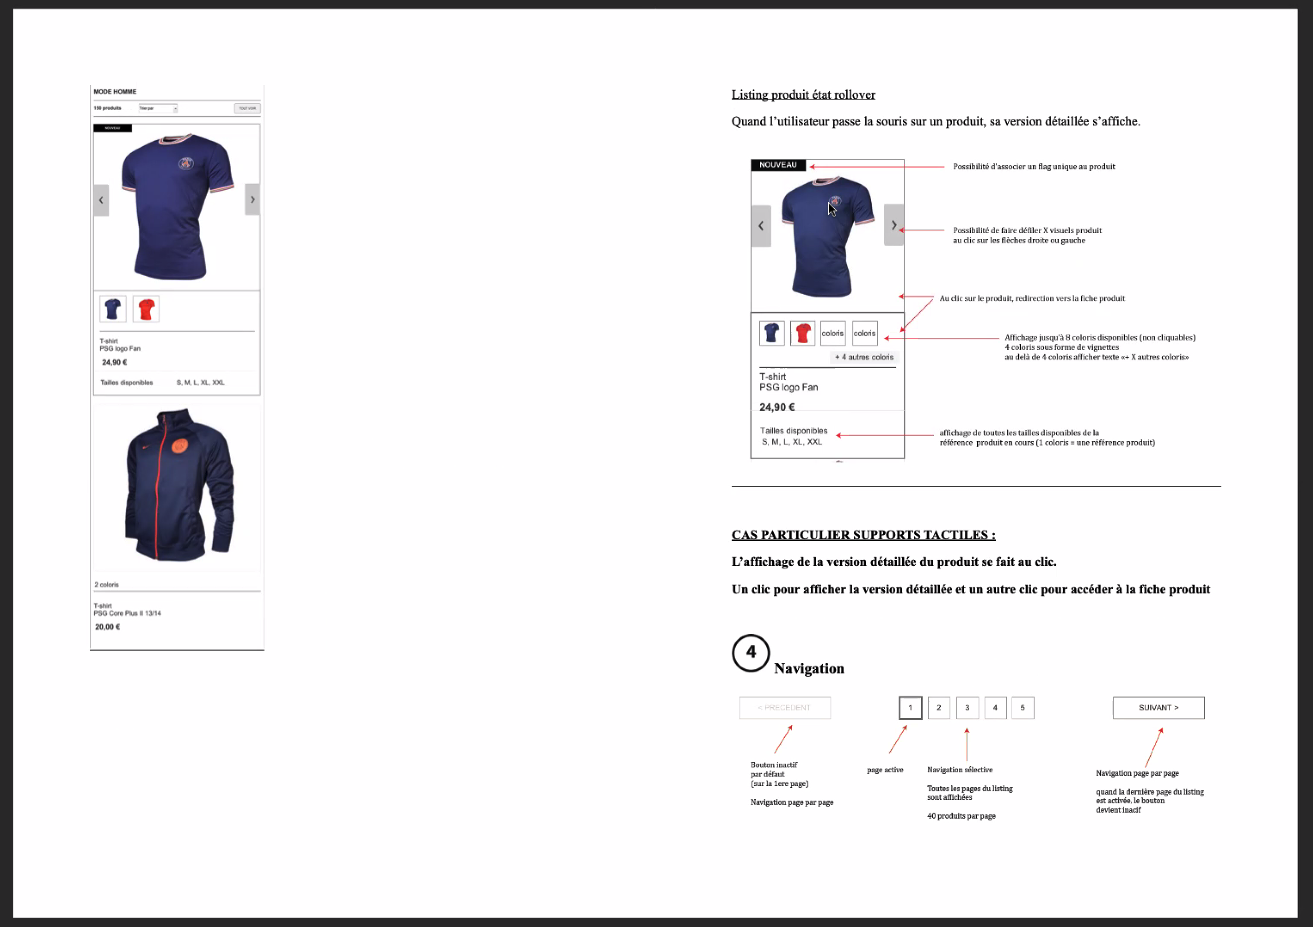 MODE HOMME
150 produits
Trier par
TOUT VOIR
NOUVEAU
T-shirt
PSG logo Fan
24,90 €
Tailles disponibles S, M, L, XL, XXL
2 coloris
T-shirt
PSG Core Plus II 13/14
20,00 €
Listing produit état rollover
Quand l’utilisateur passe la souris sur un produit, sa version détaillée s’affiche.
NOUVEAU
Possibilité d'associer un flag unique au produit
Possibilité de faire défiler X visuels produit
au clic sur les flèches droite ou gauche
Au clic sur le produit, redirection vers la fiche produit
coloris coloris
+ 4 autres coloris
Affichage jusqu'à 8 coloris disponibles (non cliquables)
4 coloris sous forme de vignettes
au delà de 4 coloris afficher texte «+ X autres coloris»
T-shirt
PSG logo Fan
24,90 €
Tailles disponibles
S, M, L, XL, XXL
affichage de toutes les tailles disponibles de la
référence produit en cours (1 coloris = une référence produit)
CAS PARTICULIER SUPPORTS TACTILES :
L’affichage de la version détaillée du produit se fait au clic.
Un clic pour afficher la version détaillée et un autre clic pour accéder à la fiche produit
4
Navigation
< PRECEDENT
1 2 3 4 5
SUIVANT >
Bouton inactif
par défaut
(sur la 1ere page)
Navigation page par page
page active
Navigation sélective
Toutes les pages du listing
sont affichées
40 produits par page
Navigation page par page
quand la dernière page du listing
est activée, le bouton
devient inacif